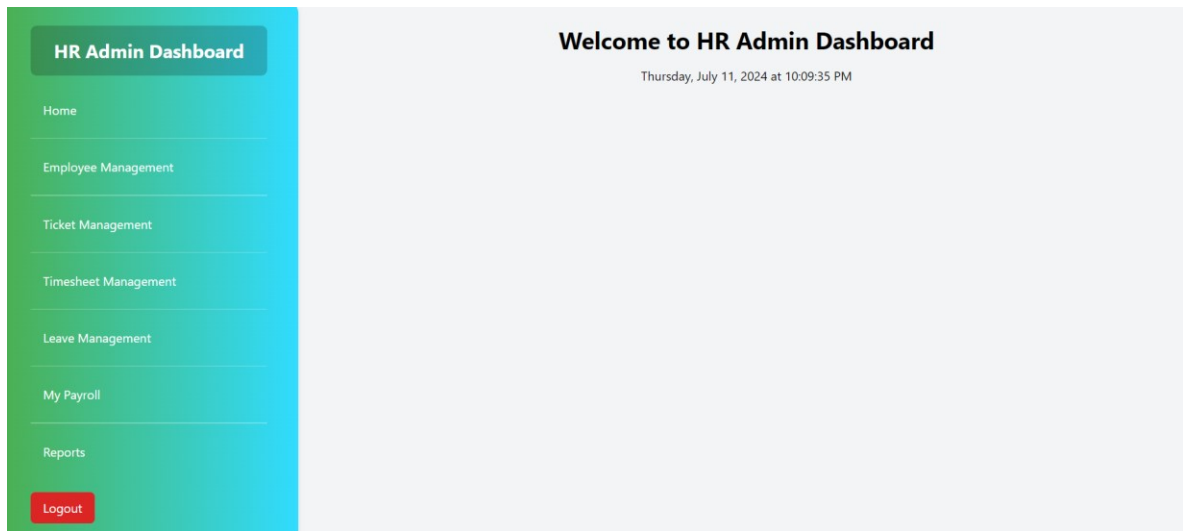 HR Admin Dashboard
Home
Employee Management
Ticket Management
Timesheet Management
Leave Management
My Payroll
Reports
Logout
Welcome to HR Admin Dashboard
Thursday, July 11, 2024 at 10:09:35 PM